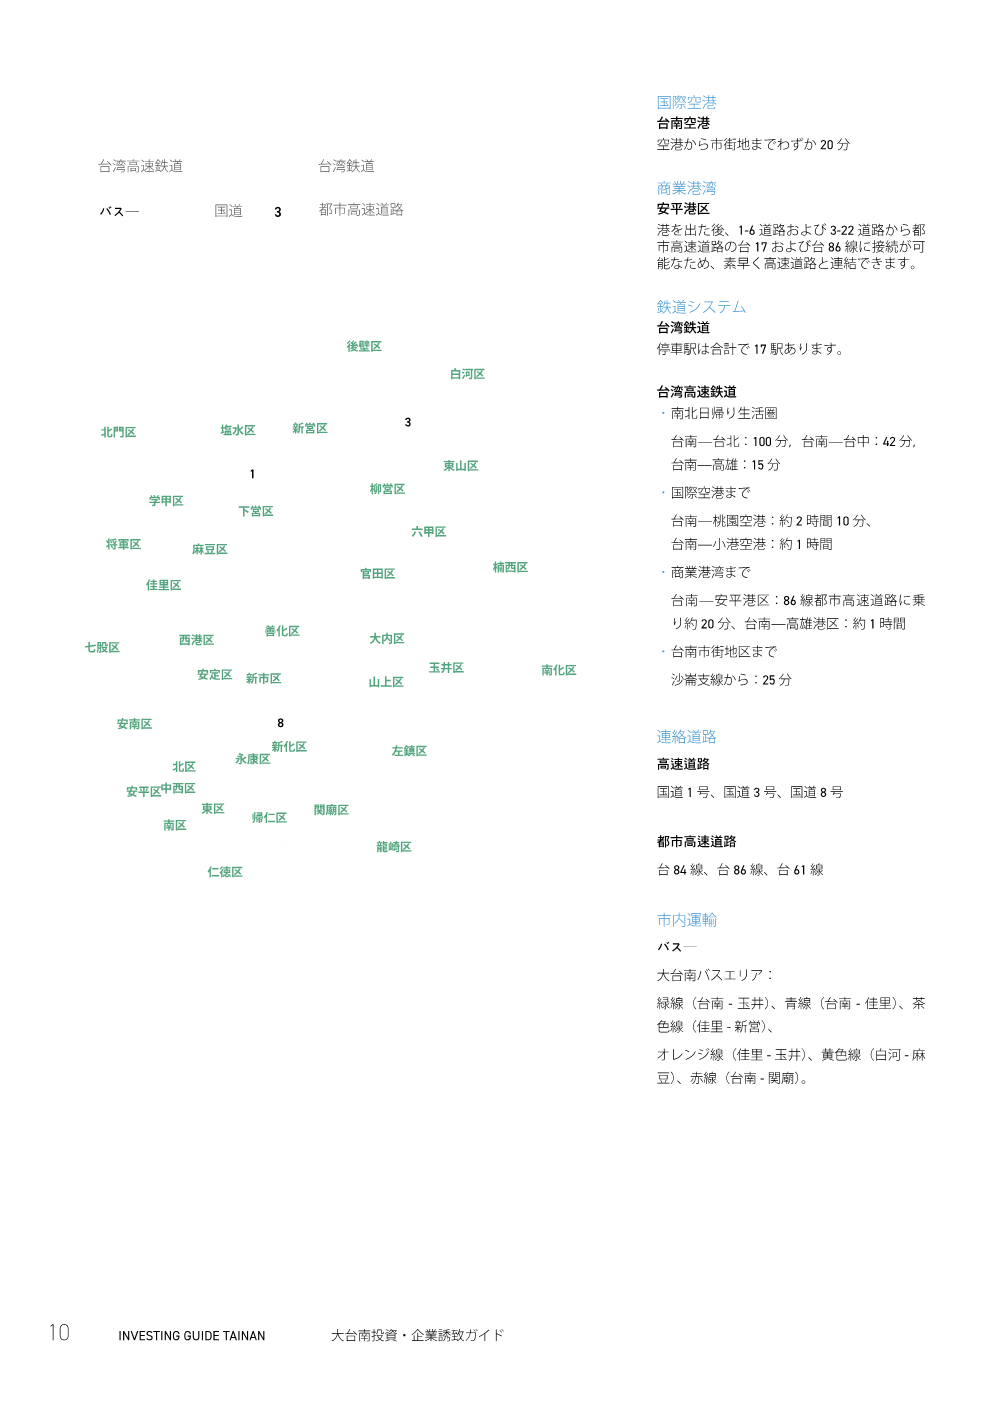 台湾高速鉄道
台湾鉄道
バス―
国道
3
都市高速道路
後壁区
白河区
3
北門区
塩水区
新営区
東山区
1
柳営区
学甲区
下営区
六甲区
将軍区
麻豆区
楠西区
官田区
佳里区
善化区
西港区
大内区
七股区
玉井区
南化区
安定区
新市区
山上区
安南区
8
新化区
左鎮区
永康区
北区
安平区
中西区
東区
関廟区
帰仁区
南区
龍崎区
仁徳区
国際空港
台南空港
空港から市街地までわずか 20 分
商業港湾
安平港区
港を出た後、1-6 道路および 3-22 道路から都
市高速道路の台 17 および台 86 線に接続が可
能なため、素早く高速道路と連結できます。
鉄道システム
台湾鉄道
停車駅は合計で 17 駅あります。
台湾高速鉄道
・南北日帰り生活圏
台南―台北：100 分, 台南―台中：42 分,
台南―高雄：15 分
・国際空港まで
台南―桃園空港：約 2 時間 10 分、
台南―小港空港：約 1 時間
・商業港湾まで
台南―安平港区：86 線都市高速道路に乗
り約 20 分、台南―高雄港区：約 1 時間
・台南市街地区まで
沙崙支線から：25 分
連絡道路
高速道路
国道 1 号、国道 3 号、国道 8 号
都市高速道路
台 84 線、台 86 線、台 61 線
市内運輸
バス―
大台南バスエリア：
緑線（台南 - 玉井）、青線（台南 - 佳里）、茶
色線（佳里 - 新営）、
オレンジ線（佳里 - 玉井）、黄色線（白河 - 麻
豆）、赤線（台南 - 関廟）。
10
INVESTING GUIDE TAINAN
大台南投資・企業誘致ガイド